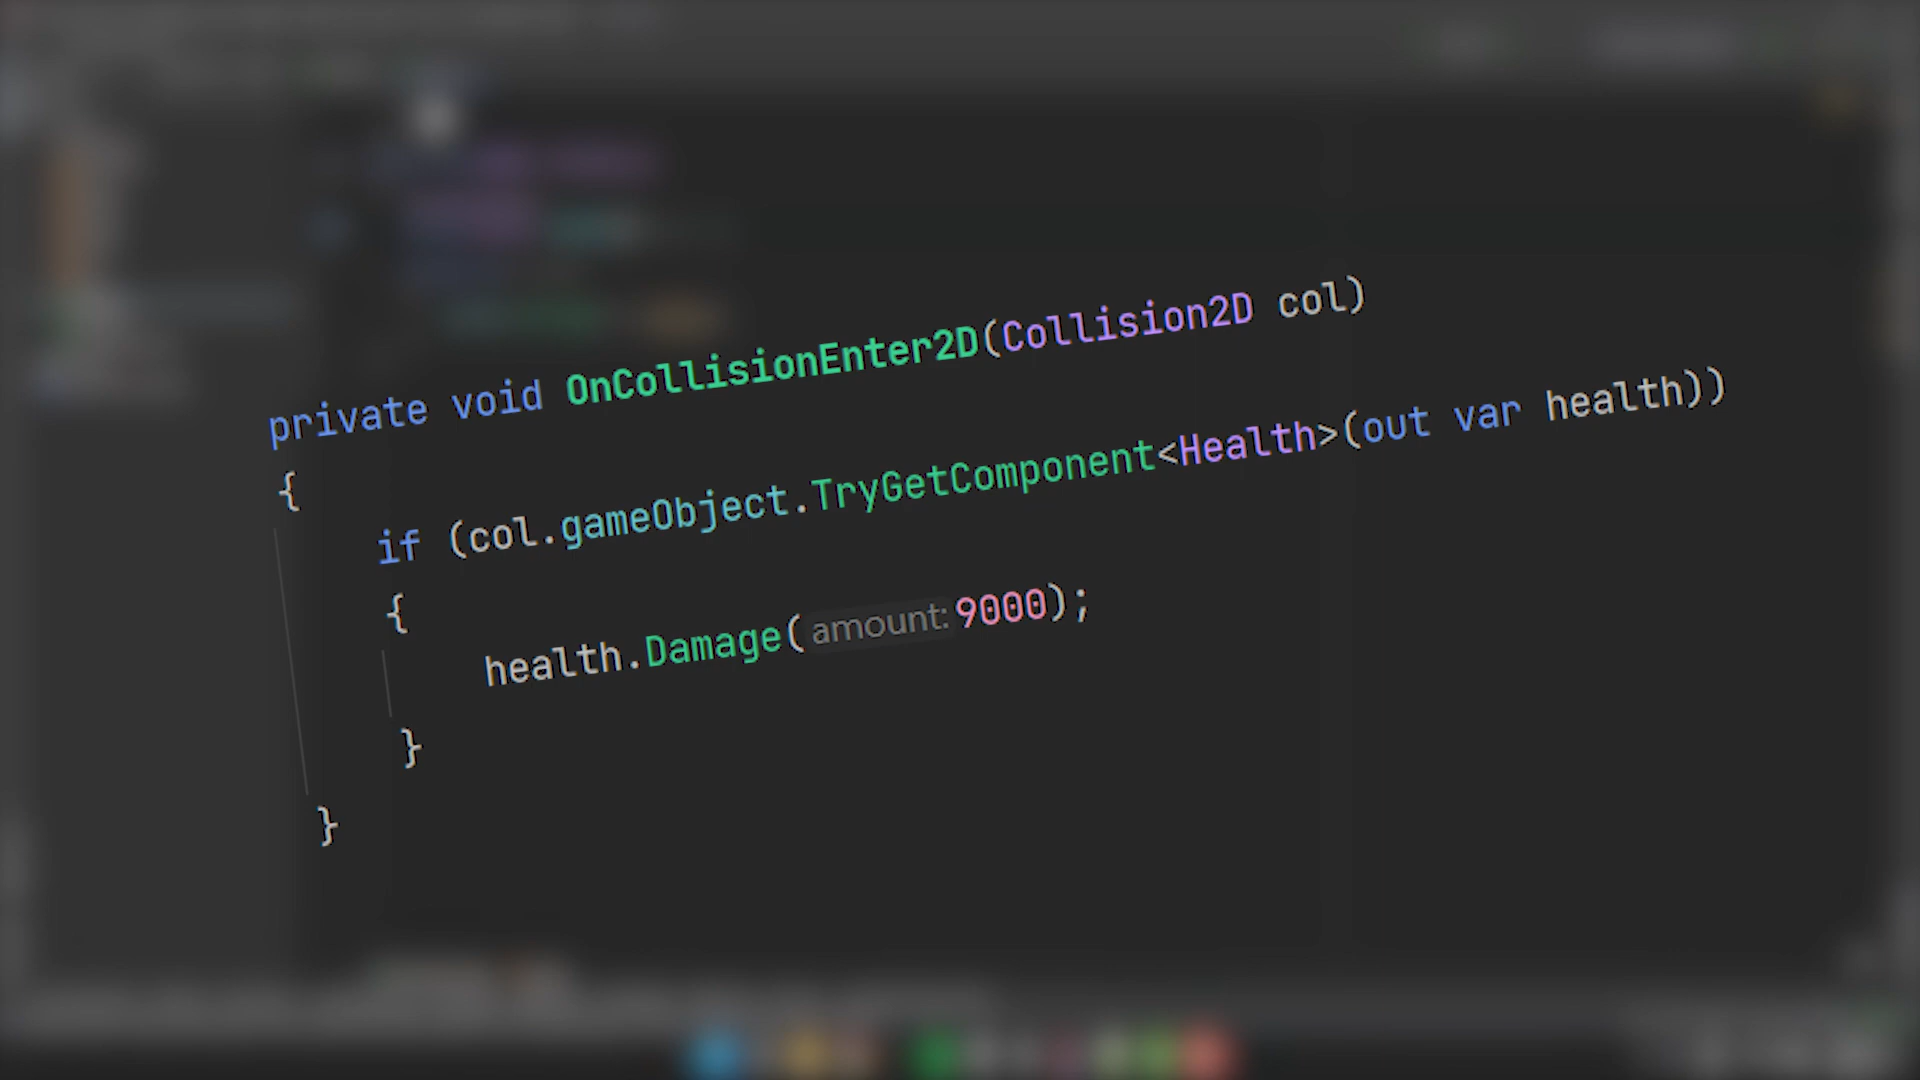 private void OnCollisionEnter2D(Collision2D col)
{
if (col.gameObject.TryGetComponent<Health>(out var health))
{
health.Damage(amount:9000);
}
}